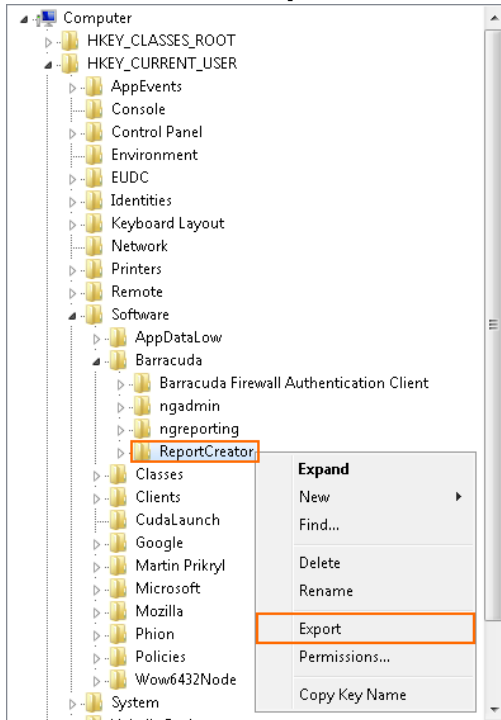 Computer
HKEY_CLASSES_ROOT
HKEY_CURRENT_USER
AppEvents
Console
Control Panel
Environment
EUDC
Identities
Keyboard Layout
Network
Printers
Remote
Software
AppDataLow
Barracuda
Barracuda Firewall Authentication Client
ngadmin
ngreporting
ReportCreator
Classes
Clients
CudaLaunch
Google
Martin Prikryl
Microsoft
Mozilla
Phion
Policies
Wow6432Node
System
Expand
New
Find...
Delete
Rename
Export
Permissions...
Copy Key Name